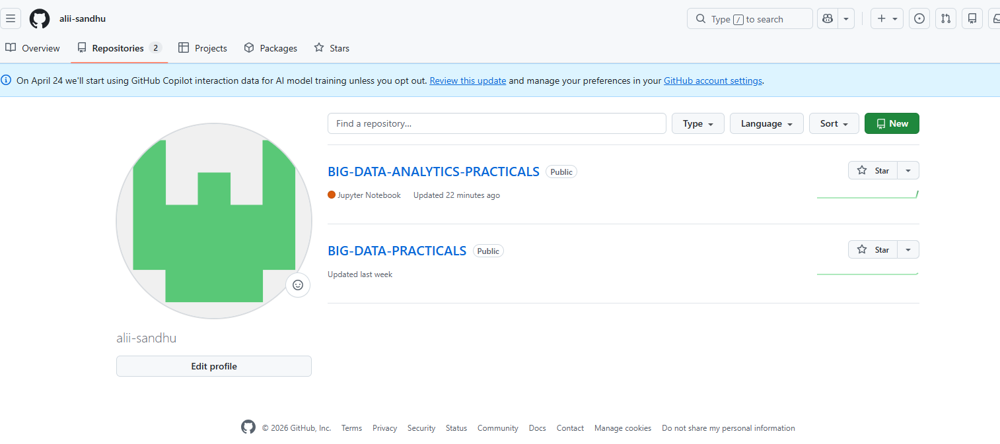 alii-sandhu
Type / to search
Overview Repositories 2 Projects Packages Stars
On April 24 we'll start using GitHub Copilot interaction data for AI model training unless you opt out. Review this update and manage your preferences in your GitHub account settings.
Find a repository... Type Language Sort New
BIG-DATA-ANALYTICS-PRACTICALS Public Star
Jupyter Notebook Updated 22 minutes ago
BIG-DATA-PRACTICALS Public Star
Updated last week
alii-sandhu
Edit profile
© 2026 GitHub, Inc. Terms Privacy Security Status Community Docs Contact Manage cookies Do not share my personal information